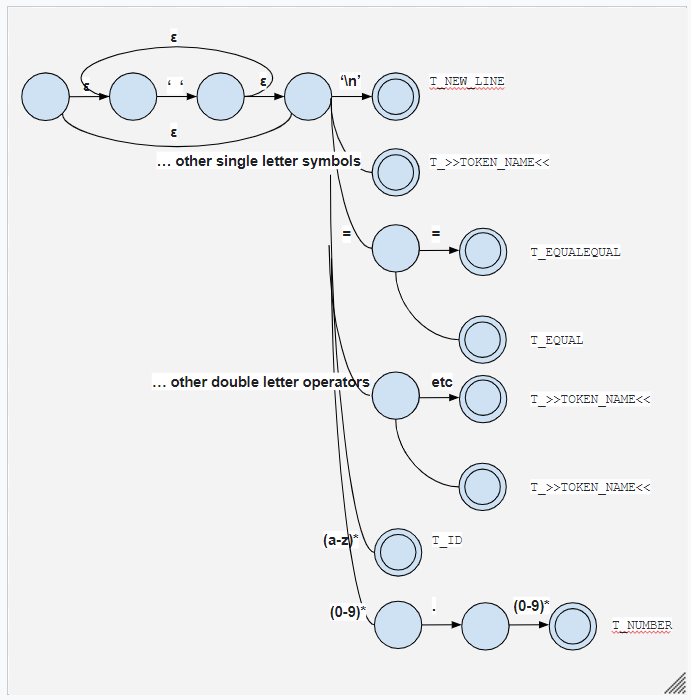 ε
ε ' ' ε '\n' T_NEW_LINE
ε
... other single letter symbols T_>>TOKEN_NAME<<
= = T_EQUALEQUAL
T_EQUAL
... other double letter operators etc T_>>TOKEN_NAME<<
T_>>TOKEN_NAME<<
(a-z)* T_ID
(0-9)* . (0-9)* T_NUMBER